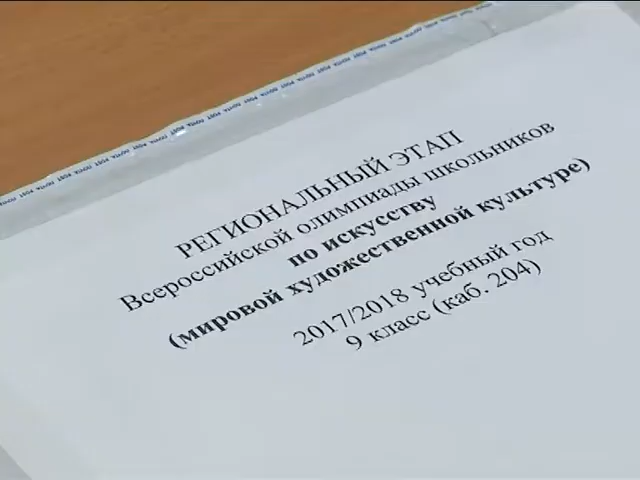 РЕГИОНАЛЬНЫЙ ЭТАП
Всероссийской олимпиады школьников
по искусству
(мировой художественной культуре)
2017/2018 учебный год
9 класс (каб. 204)